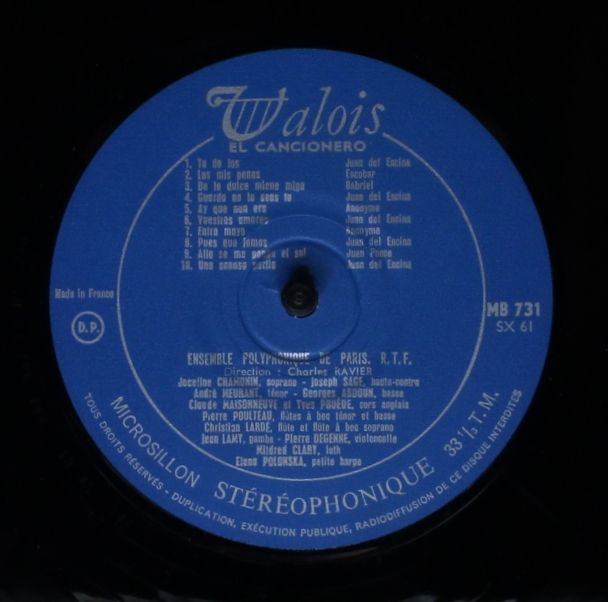 Valois
EL CANCIONERO
1. Ta de los Juan del Encina
2. Las mis penas Escobar
3. De la dulce miene miga Gabriel
4. Cuerdo no lo seas tu Juan del Encina
5. Ay que non era Anonyme
6. Vuestros amores Juan del Encina
7. Entra mayo Anonyme
8. Pues que jamas Juan del Encina
9. Alla se me ponga el sol Juan Ponce
10. Una sanosa porfia Juan del Encina
Made in France
D.P.
MB 731
SX 61
ENSEMBLE POLYPHONIQUE DE PARIS. R.T.F.
Direction : Charles RAVIER
Joceline CHAMONIN, soprano - Joseph SAGE, haute-contre
André MEURANT, ténor - Georges ABDOUN, basse
Claude MAISONNEUVE et Yves POUËDE, cors anglais
Pierre POULTEAU, flûtes à bec ténor et basse
Christian LARDÉ, flûte et flûte à bec soprano
Jean LAMY, gambe - Pierre DEGENNE, violoncelle
Mildred CLARY, luth
Elena POLONSKA, petite harpe
MICROSILLON STÉRÉOPHONIQUE 33 1/3 T.M.
TOUS DROITS RÉSERVÉS - DUPLICATION, EXÉCUTION PUBLIQUE, RADIODIFFUSION DE CE DISQUE INTERDITES